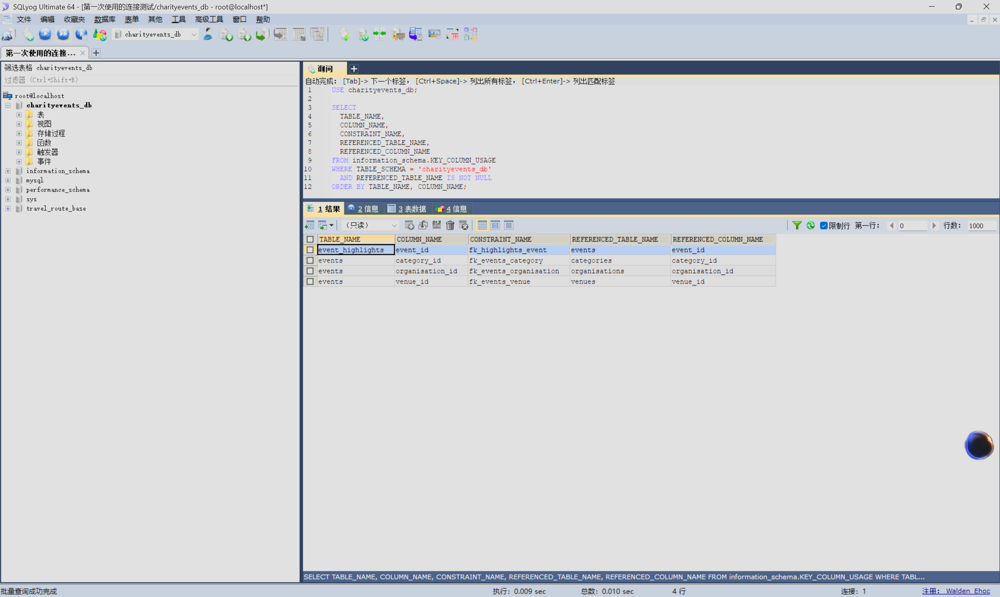 SQLyog Ultimate 64 - [第一次使用的连接测试/charityevents_db - root@localhost*]
文件 编辑 收藏夹 数据库 表单 其他 工具 高级工具 窗口 帮助
charityevents_db
第一次使用的连接...
筛选表格 charityevents_db
过滤器 (Ctrl+Shift+B)
root@localhost
charityevents_db
表
视图
存储过程
函数
触发器
事件
information_schema
mysql
performance_schema
sys
travel_route_base
询问
自动完成: [Tab]-> 下一个标签, [Ctrl+Space]-> 列出所有标签, [Ctrl+Enter]-> 列出匹配标签
1 USE charityevents_db;
2
3 SELECT
4 TABLE_NAME,
5 COLUMN_NAME,
6 CONSTRAINT_NAME,
7 REFERENCED_TABLE_NAME,
8 REFERENCED_COLUMN_NAME
9 FROM information_schema.KEY_COLUMN_USAGE
10 WHERE TABLE_SCHEMA = 'charityevents_db'
11 AND REFERENCED_TABLE_NAME IS NOT NULL
12 ORDER BY TABLE_NAME, COLUMN_NAME;
1 结果 2 信息 3 表数据 4 信息
(只读) 限制行 第一行: 0 行数: 1000
TABLE_NAME COLUMN_NAME CONSTRAINT_NAME REFERENCED_TABLE_NAME REFERENCED_COLUMN_NAME
event_highlights event_id fk_highlights_event events event_id
events category_id fk_events_category categories category_id
events organisation_id fk_events_organisation organisations organisation_id
events venue_id fk_events_venue venues venue_id
SELECT TABLE_NAME, COLUMN_NAME, CONSTRAINT_NAME, REFERENCED_TABLE_NAME, REFERENCED_COLUMN_NAME FROM information_schema.KEY_COLUMN_USAGE WHERE TABL...
批量查询成功完成 执行: 0.009 sec 总数: 0.010 sec 4 行 连接: 1 注册: Walden Ehoc